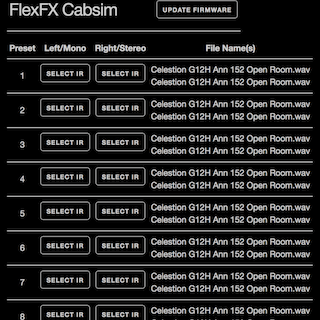 FlexFX Cabsim
UPDATE FIRMWARE
Preset Left/Mono Right/Stereo File Name(s)
1 SELECT IR SELECT IR Celestion G12H Ann 152 Open Room.wav
Celestion G12H Ann 152 Open Room.wav
2 SELECT IR SELECT IR Celestion G12H Ann 152 Open Room.wav
Celestion G12H Ann 152 Open Room.wav
3 SELECT IR SELECT IR Celestion G12H Ann 152 Open Room.wav
Celestion G12H Ann 152 Open Room.wav
4 SELECT IR SELECT IR Celestion G12H Ann 152 Open Room.wav
Celestion G12H Ann 152 Open Room.wav
5 SELECT IR SELECT IR Celestion G12H Ann 152 Open Room.wav
Celestion G12H Ann 152 Open Room.wav
6 SELECT IR SELECT IR Celestion G12H Ann 152 Open Room.wav
Celestion G12H Ann 152 Open Room.wav
7 SELECT IR SELECT IR Celestion G12H Ann 152 Open Room.wav
Celestion G12H Ann 152 Open Room.wav
8 SELECT IR SELECT IR Celestion G12H Ann 152 Open Room.wav